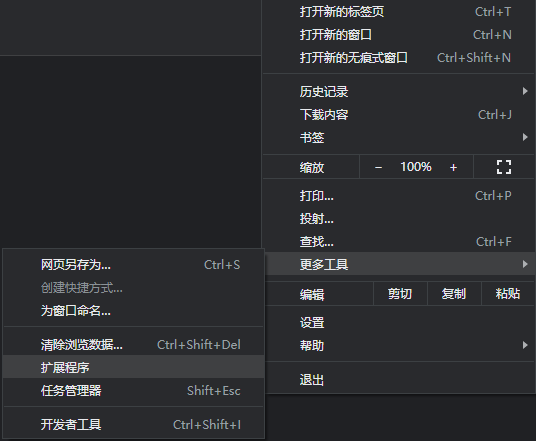 打开新的标签页 Ctrl+T
打开新的窗口 Ctrl+N
打开新的无痕式窗口 Ctrl+Shift+N
历史记录
下载内容 Ctrl+J
书签
缩放 − 100% +
打印... Ctrl+P
投射...
查找... Ctrl+F
更多工具
编辑 剪切 复制 粘贴
设置
帮助
退出
网页另存为... Ctrl+S
创建快捷方式...
为窗口命名...
清除浏览数据... Ctrl+Shift+Del
扩展程序
任务管理器 Shift+Esc
开发者工具 Ctrl+Shift+I